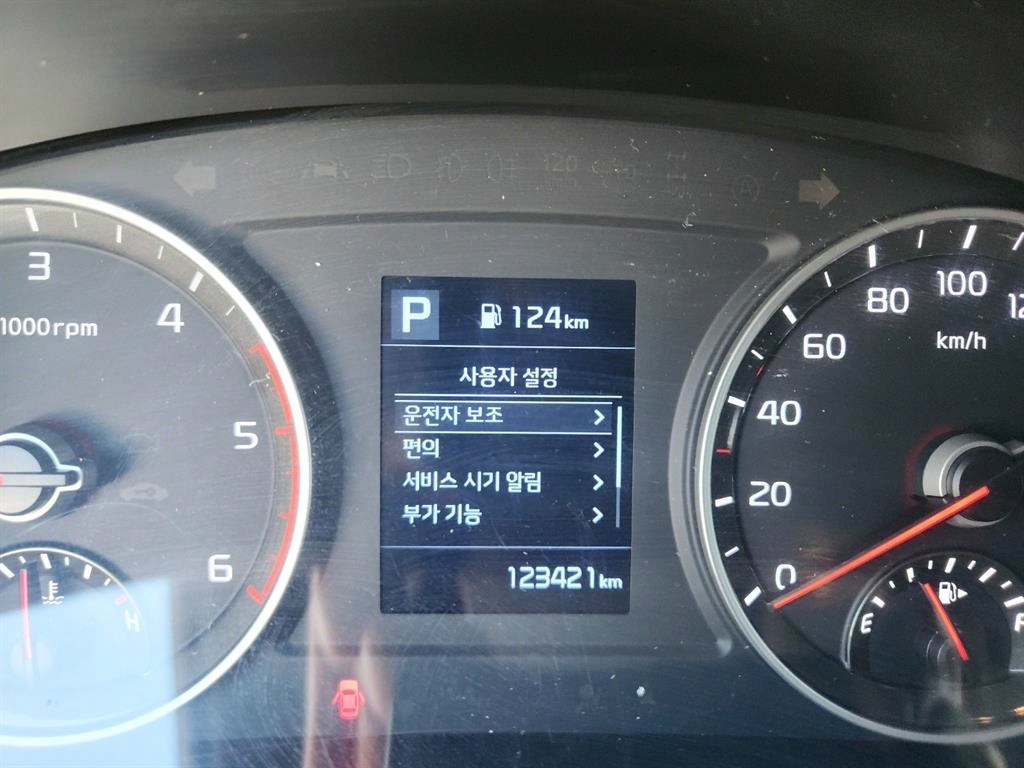 120
3
4
1000rpm
5
6
H
P
124km
사용자 설정
운전자 보조
편의
서비스 시기 알림
부가 기능
123421km
100
80
60
km/h
40
20
0
E